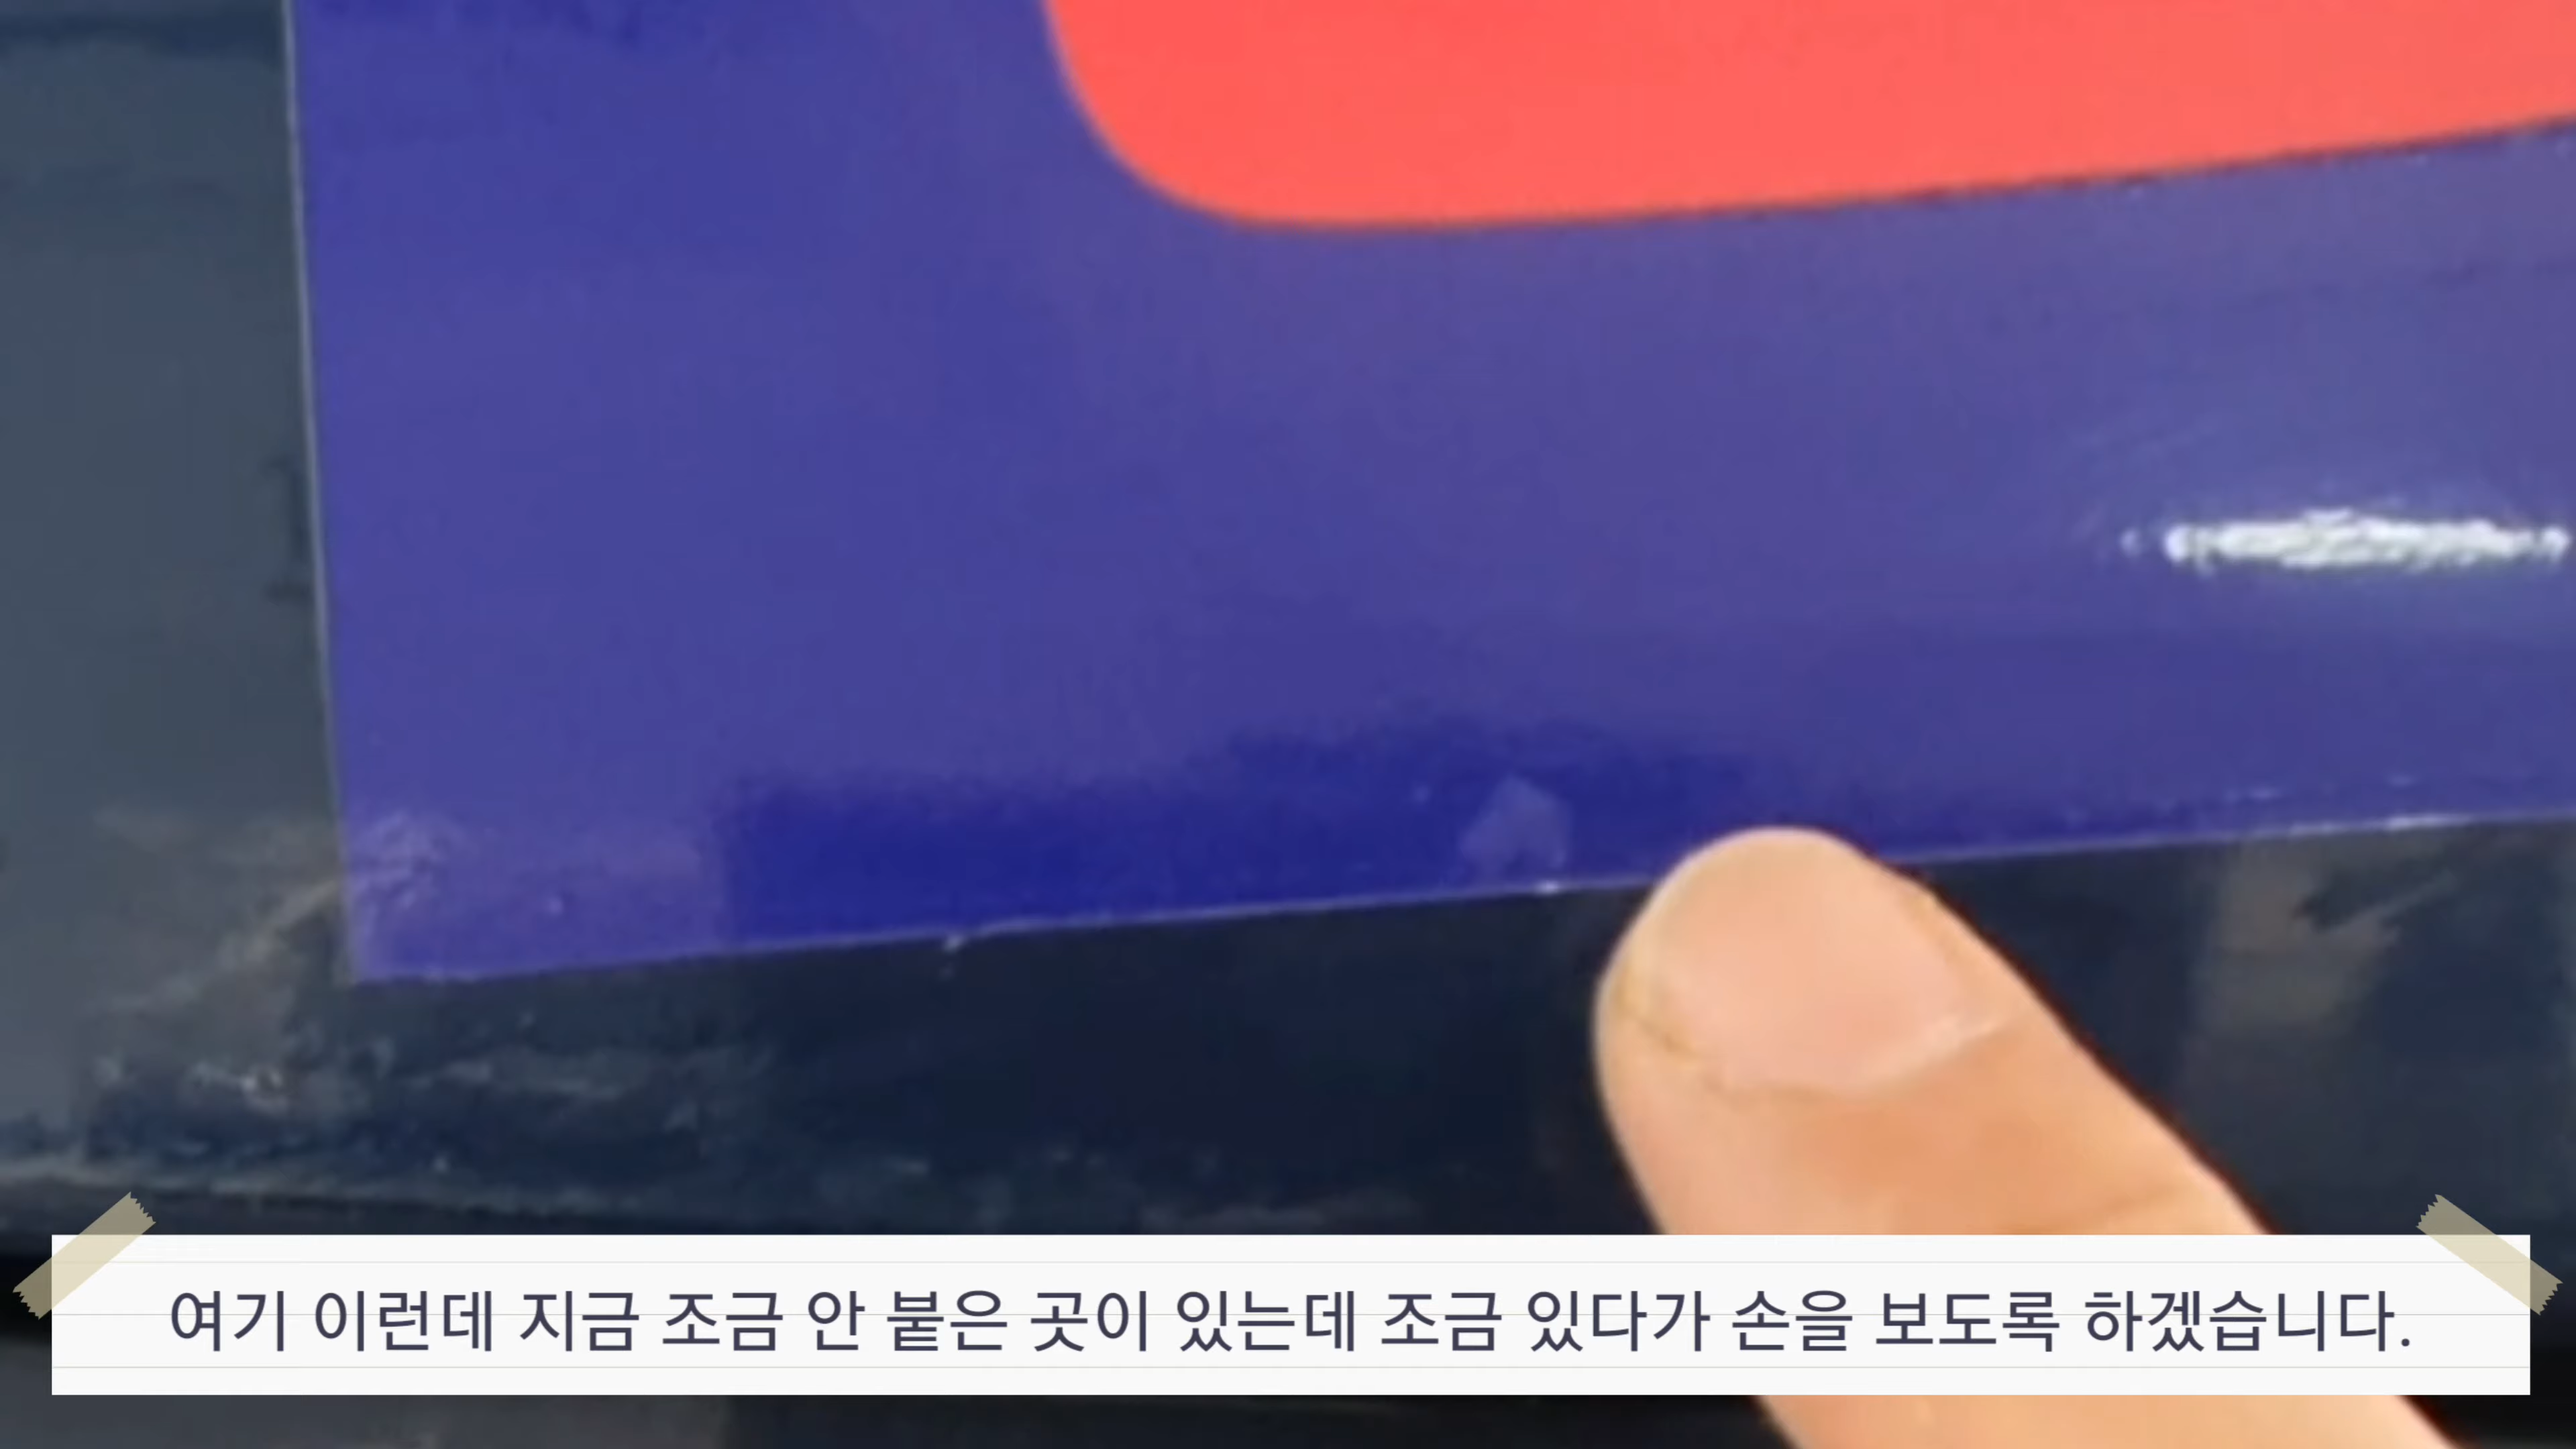 여기 이런데 지금 조금 안 붙은 곳이 있는데 조금 있다가 손을 보도록 하겠습니다.